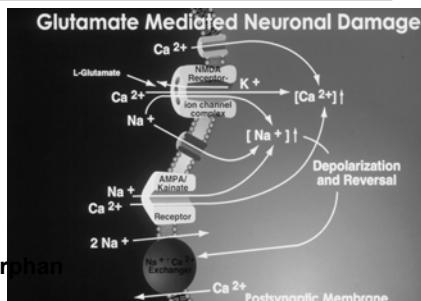 Glutamate Mediated Neuronal Damage
Ca 2+
L-Glutamate
NMDA
Receptor-
K +
Ca 2+
[Ca 2+]↑
ion channel
complex
Na +
[ Na +]↑
Depolarization
and Reversal
AMPA/
Kainate
Na +
Ca 2+
Receptor
2 Na +
rphan
Na + - Ca 2+
Exchanger
Ca 2+
Postsynaptic Membrane